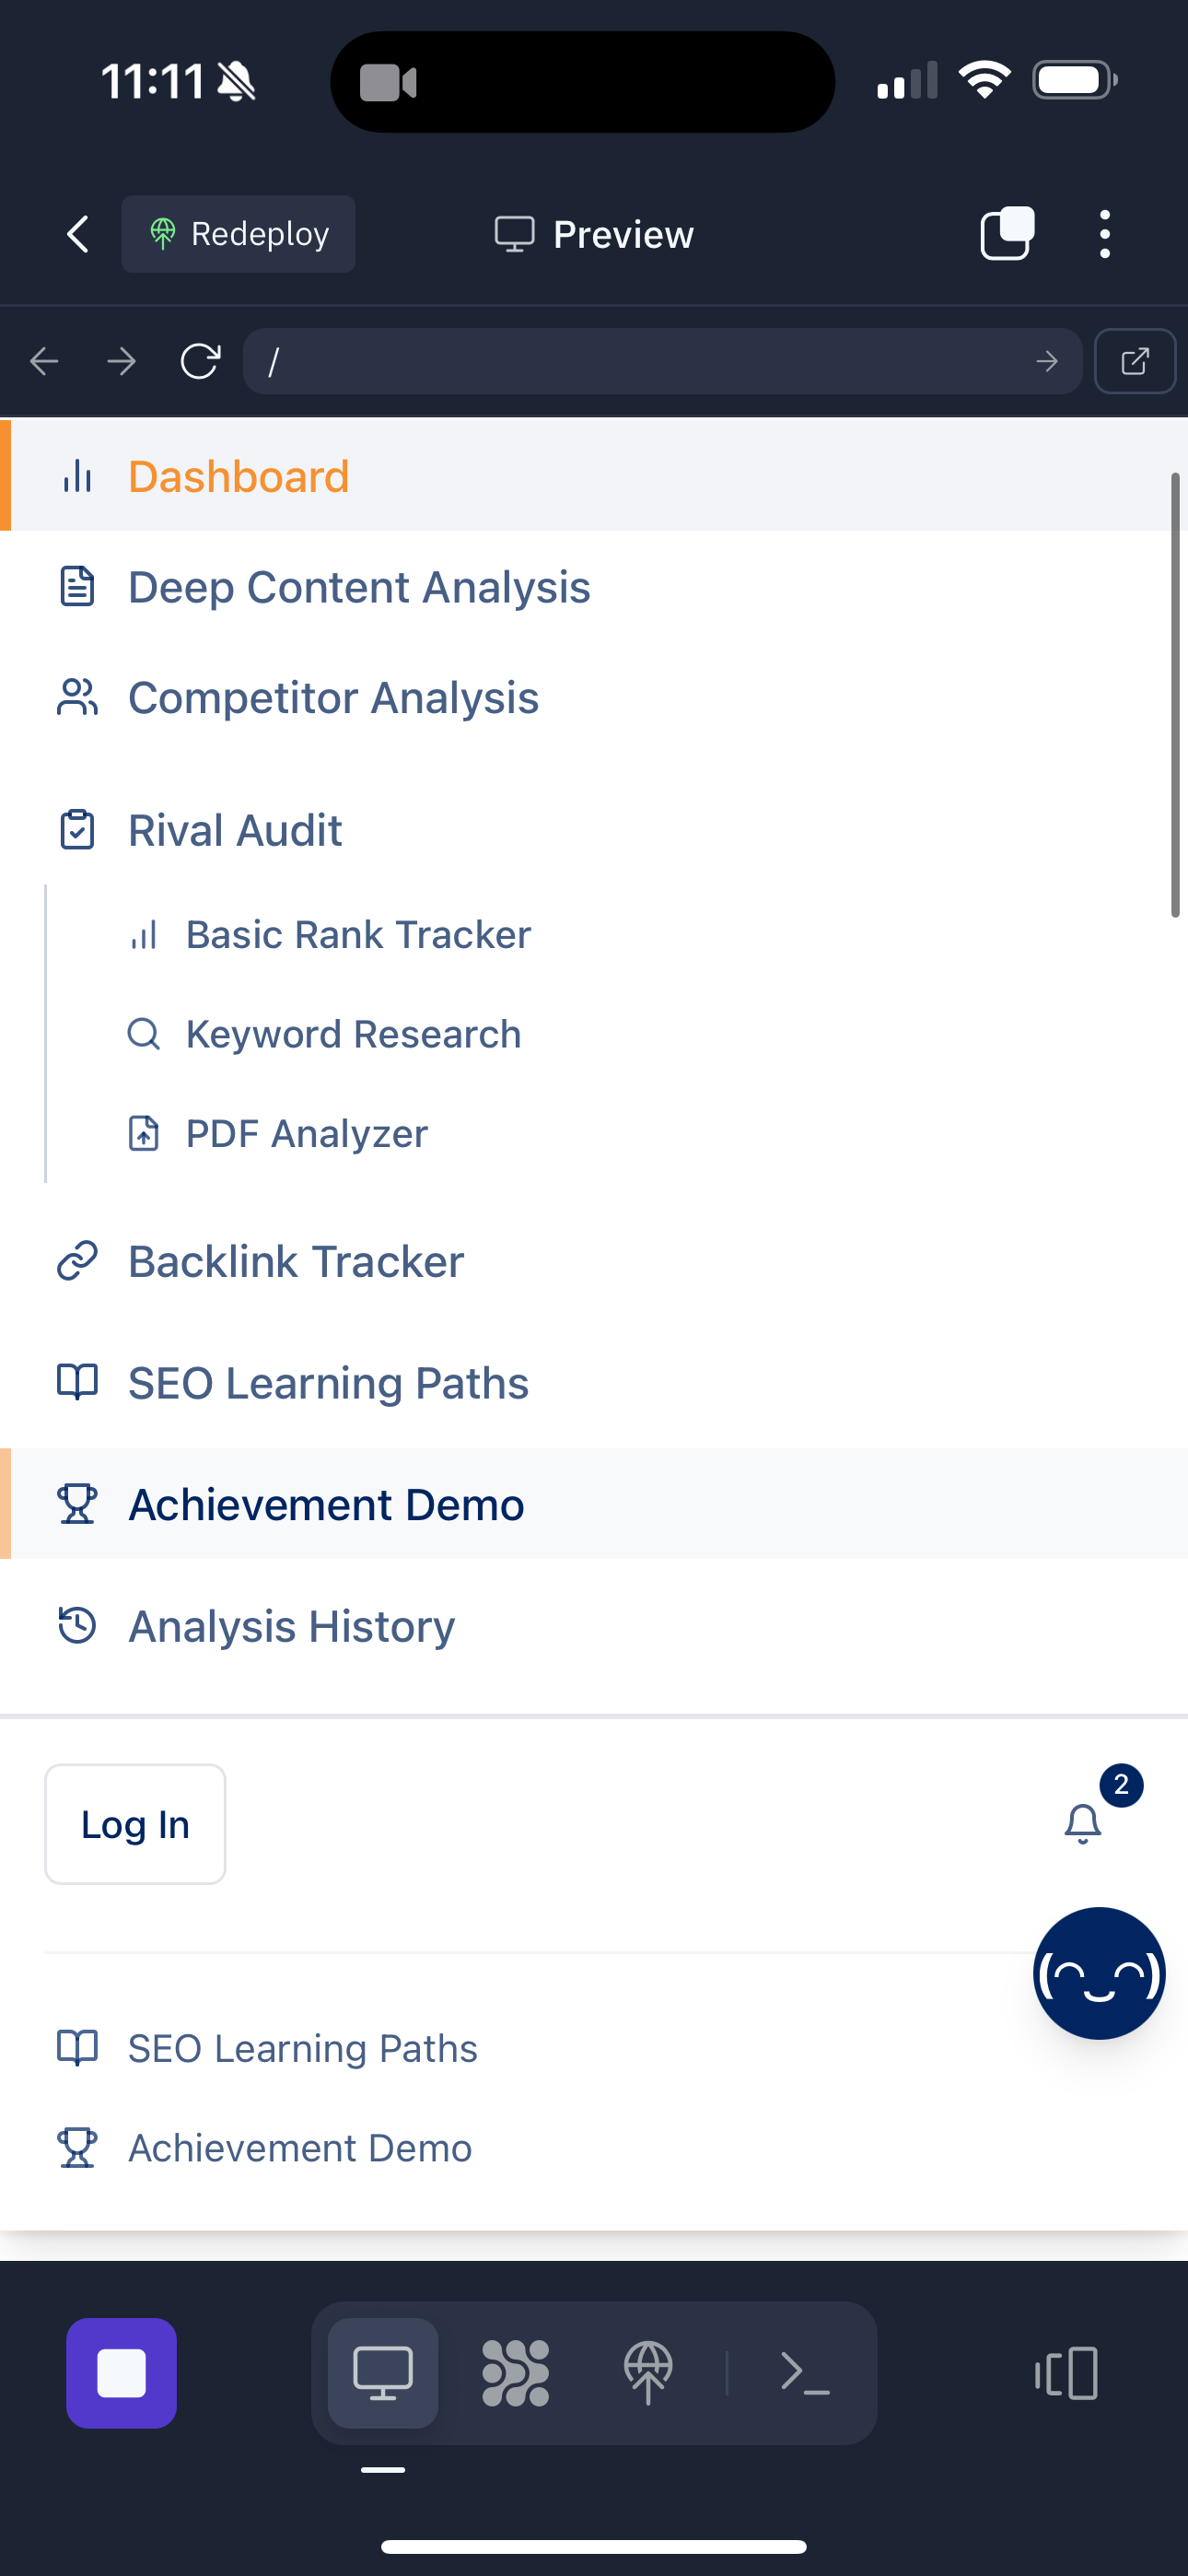 11:11
Redeploy
Preview
/
Dashboard
Deep Content Analysis
Competitor Analysis
Rival Audit
Basic Rank Tracker
Keyword Research
PDF Analyzer
Backlink Tracker
SEO Learning Paths
Achievement Demo
Analysis History
Log In
2
SEO Learning Paths
Achievement Demo